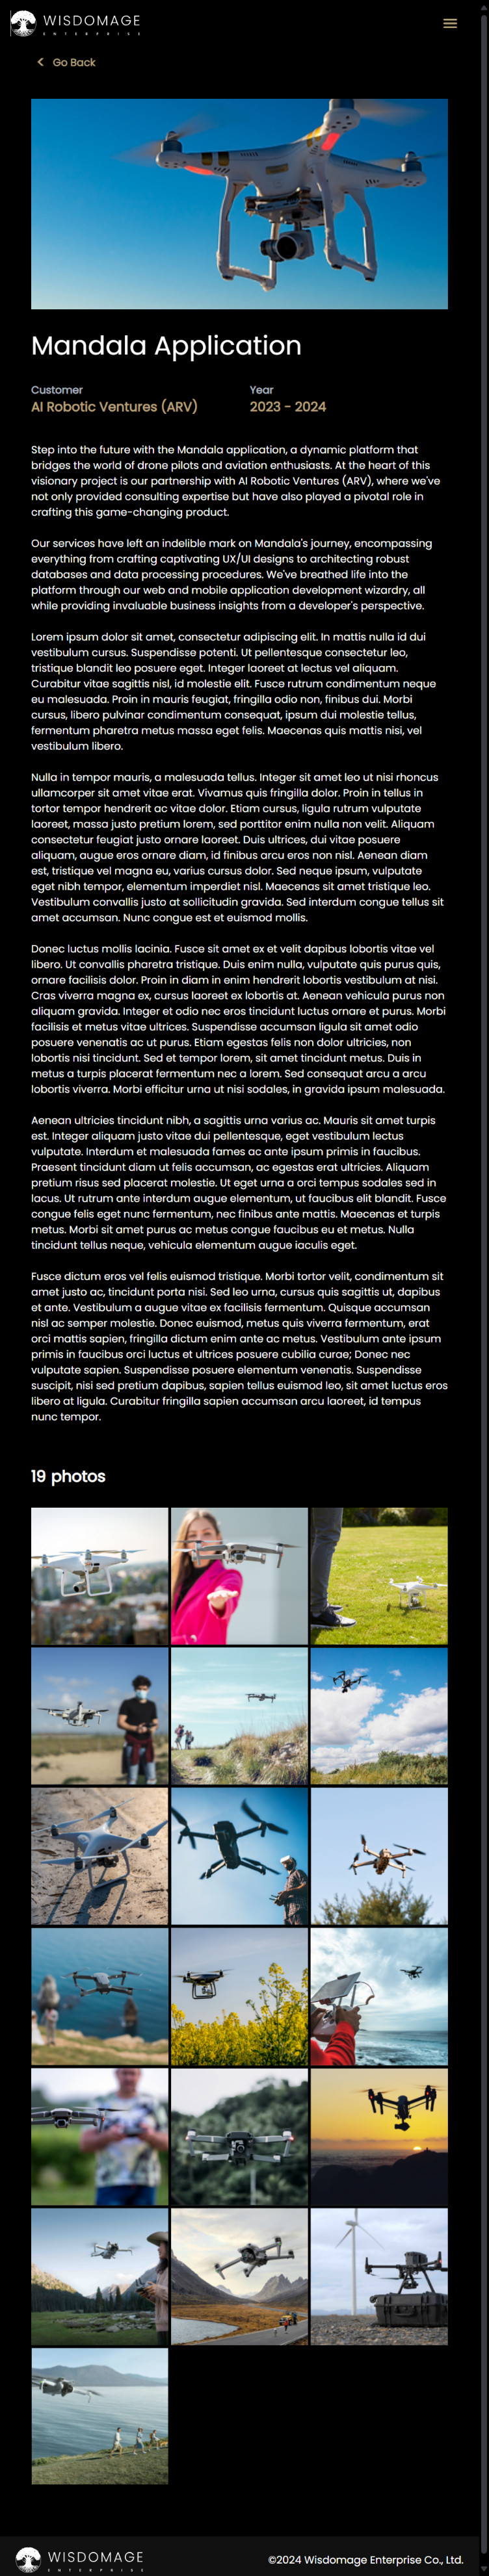 WISDOMAGE
ENTERPRISE
Go Back
Mandala Application
Customer Year
AI Robotic Ventures (ARV) 2023 - 2024
Step into the future with the Mandala application, a dynamic platform that
bridges the world of drone pilots and aviation enthusiasts. At the heart of this
visionary project is our partnership with AI Robotic Ventures (ARV), where we've
not only provided consulting expertise but have also played a pivotal role in
crafting this game-changing product.
Our services have left an indelible mark on Mandala's journey, encompassing
everything from crafting captivating UX/UI designs to architecting robust
databases and data processing procedures. We've breathed life into the
platform through our web and mobile application development wizardry, all
while providing invaluable business insights from a developer's perspective.
Lorem ipsum dolor sit amet, consectetur adipiscing elit. In mattis nulla id dui
vestibulum cursus. Suspendisse potenti. Ut pellentesque consectetur leo,
tristique blandit leo posuere eget. Integer laoreet at lectus vel aliquam.
Curabitur vitae sagittis nisl, id molestie elit. Fusce rutrum condimentum neque
eu malesuada. Proin in mauris feugiat, fringilla odio non, finibus dui. Morbi
cursus, libero pulvinar condimentum consequat, ipsum dui molestie tellus,
fermentum pharetra metus massa eget felis. Maecenas quis mattis nisi, vel
vestibulum libero.
Nulla in tempor mauris, a malesuada tellus. Integer sit amet leo ut nisi rhoncus
ullamcorper sit amet vitae erat. Vivamus quis fringilla dolor. Proin in tellus in
tortor tempor hendrerit ac vitae dolor. Etiam cursus, ligula rutrum vulputate
laoreet, massa justo pretium lorem, sed porttitor enim nulla non velit. Aliquam
consectetur feugiat justo ornare laoreet. Duis ultrices, dui vitae posuere
aliquam, augue eros ornare diam, id finibus arcu eros non nisl. Aenean diam
est, tristique vel magna eu, varius cursus dolor. Sed neque ipsum, vulputate
eget nibh tempor, elementum imperdiet nisl. Maecenas sit amet tristique leo.
Vestibulum convallis justo at sollicitudin gravida. Sed interdum congue tellus sit
amet accumsan. Nunc congue est et euismod mollis.
Donec luctus mollis lacinia. Fusce sit amet ex et velit dapibus lobortis vitae vel
libero. Ut convallis pharetra tristique. Duis enim nulla, vulputate quis purus quis,
ornare facilisis dolor. Proin in diam in enim hendrerit lobortis vestibulum at nisi.
Cras viverra magna ex, cursus laoreet ex lobortis at. Aenean vehicula purus non
aliquam gravida. Integer et odio nec eros tincidunt luctus ornare et purus. Morbi
facilisis et metus vitae ultrices. Suspendisse accumsan ligula sit amet odio
posuere venenatis ac ut purus. Etiam egestas felis non dolor ultricies, non
lobortis nisi tincidunt. Sed et tempor lorem, sit amet tincidunt metus. Duis in
metus a turpis placerat fermentum nec a lorem. Sed consequat arcu a arcu
lobortis viverra. Morbi efficitur urna ut nisi sodales, in gravida ipsum malesuada.
Aenean ultricies tincidunt nibh, a sagittis urna varius ac. Mauris sit amet turpis
est. Integer aliquam justo vitae dui pellentesque, eget vestibulum lectus
vulputate. Interdum et malesuada fames ac ante ipsum primis in faucibus.
Praesent tincidunt diam ut felis accumsan, ac egestas erat ultricies. Aliquam
pretium risus sed placerat molestie. Ut eget urna a orci tempus sodales sed in
lacus. Ut rutrum ante interdum augue elementum, ut faucibus elit blandit. Fusce
congue felis eget nunc fermentum, nec finibus ante mattis. Maecenas et turpis
metus. Morbi sit amet purus ac metus congue faucibus eu et metus. Nulla
tincidunt tellus neque, vehicula elementum augue iaculis eget.
Fusce dictum eros vel felis euismod tristique. Morbi tortor velit, condimentum sit
amet justo ac, tincidunt porta nisi. Sed leo urna, cursus quis sagittis ut, dapibus
et ante. Vestibulum a augue vitae ex facilisis fermentum. Quisque accumsan
nisl ac semper molestie. Donec euismod, metus quis viverra fermentum, erat
orci mattis sapien, fringilla dictum enim ante ac metus. Vestibulum ante ipsum
primis in faucibus orci luctus et ultrices posuere cubilia curae; Donec nec
vulputate sapien. Suspendisse posuere elementum venenatis. Suspendisse
suscipit, nisi sed pretium dapibus, sapien tellus euismod leo, sit amet luctus eros
libero at ligula. Curabitur fringilla sapien accumsan arcu laoreet, id tempus
nunc tempor.
19 photos
WISDOMAGE
ENTERPRISE
©2024 Wisdomage Enterprise Co., Ltd.